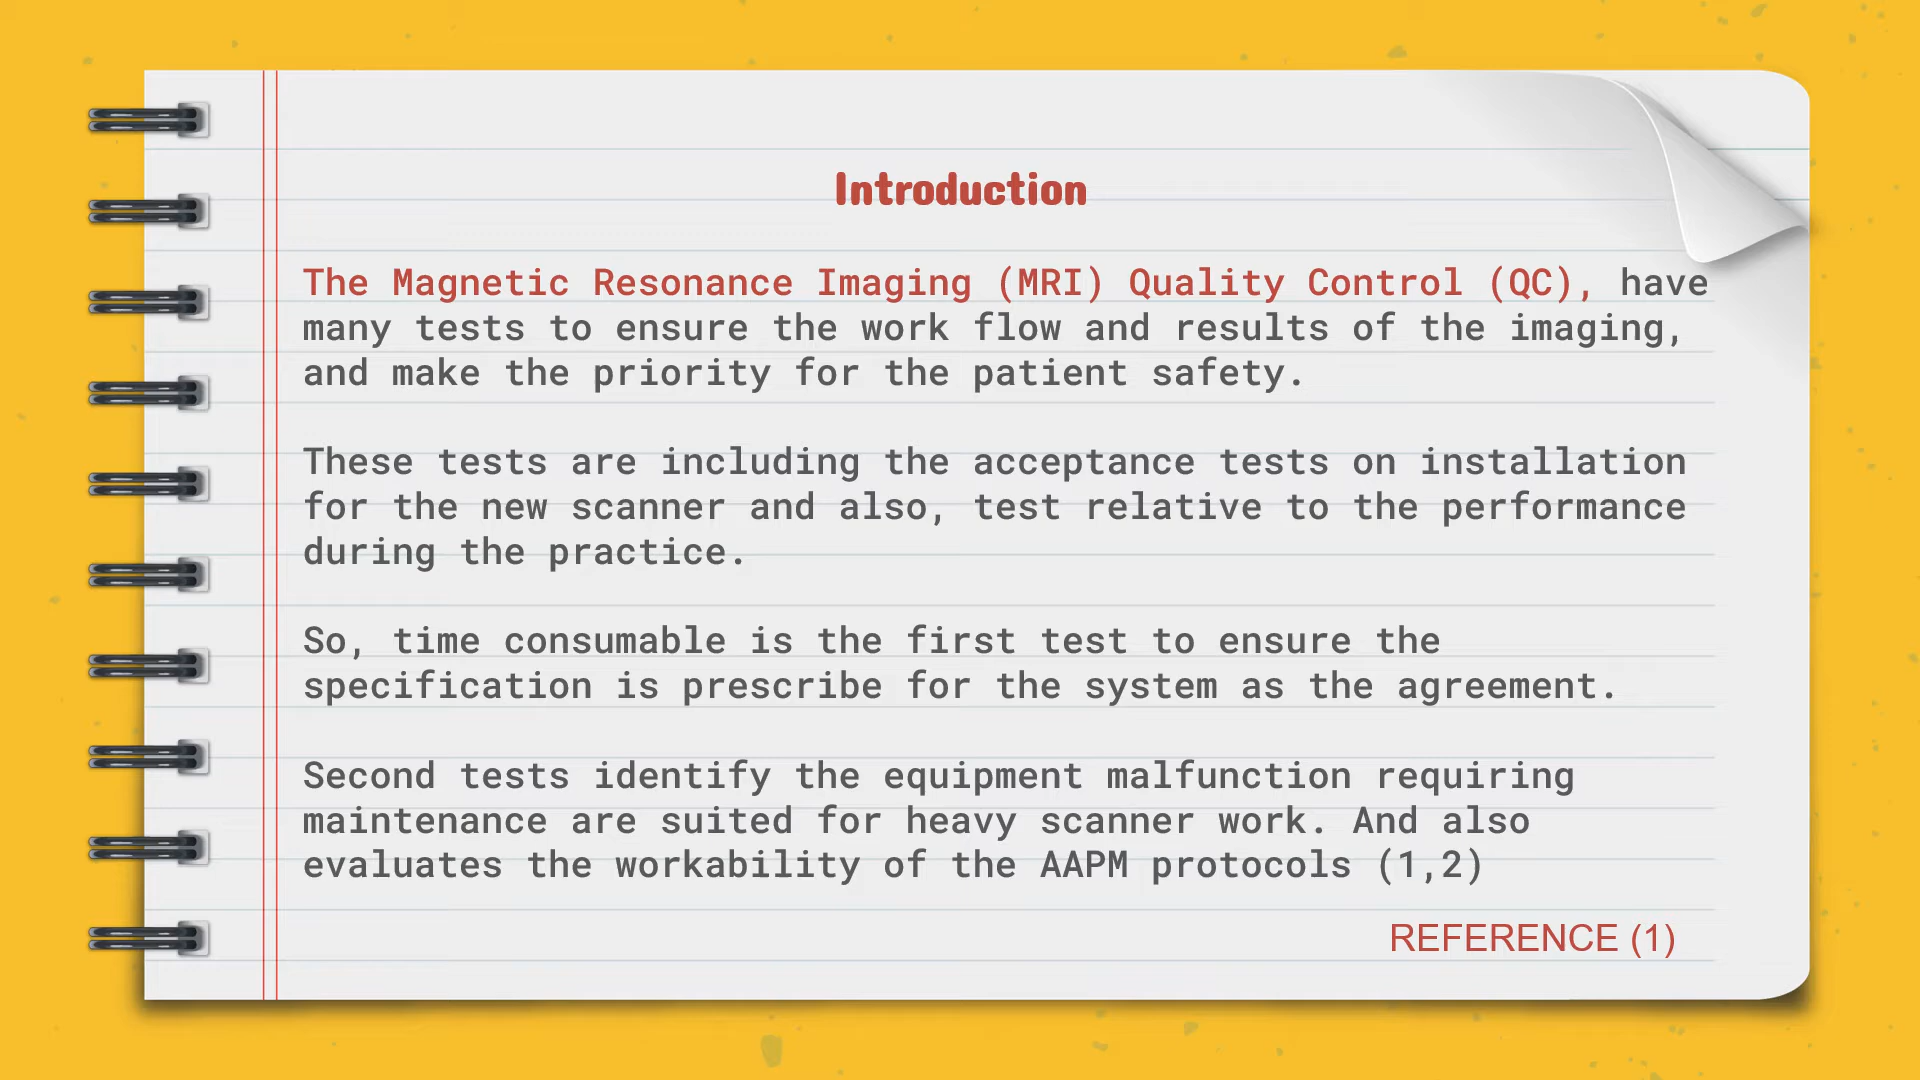 Introduction
The Magnetic Resonance Imaging (MRI) Quality Control (QC), have
many tests to ensure the work flow and results of the imaging,
and make the priority for the patient safety.
These tests are including the acceptance tests on installation
for the new scanner and also, test relative to the performance
during the practice.
So, time consumable is the first test to ensure the
specification is prescribe for the system as the agreement.
Second tests identify the equipment malfunction requiring
maintenance are suited for heavy scanner work. And also
evaluates the workability of the AAPM protocols (1,2)
REFERENCE (1)